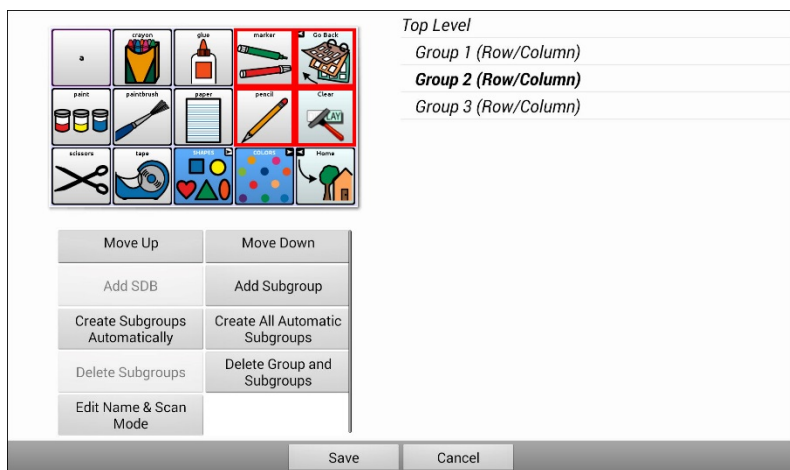 a
crayon
glue
marker
Go Back
paint
paintbrush
paper
pencil
Clear
scissors
tape
SHAPES
COLORS
Home
Top Level
Group 1 (Row/Column)
Group 2 (Row/Column)
Group 3 (Row/Column)
Move Up
Move Down
Add SDB
Add Subgroup
Create Subgroups
Automatically
Create All Automatic
Subgroups
Delete Subgroups
Delete Group and
Subgroups
Edit Name & Scan
Mode
Save
Cancel